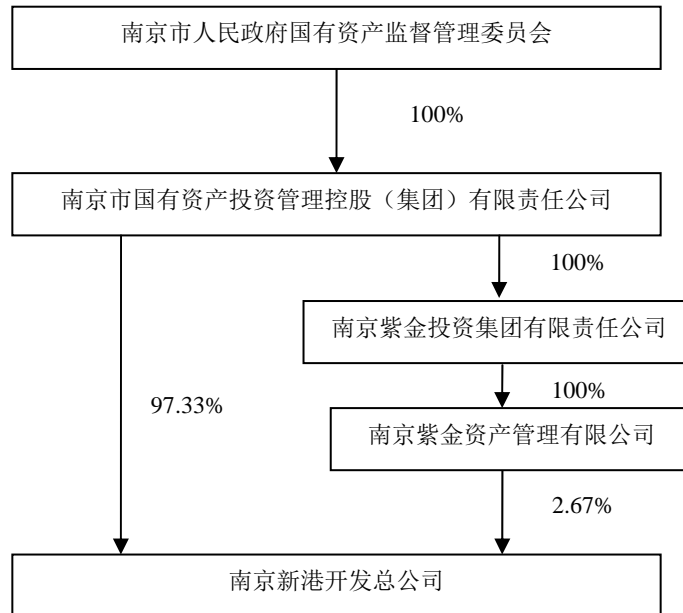 南京市人民政府国有资产监督管理委员会
100%
南京市国有资产投资管理控股（集团）有限责任公司
100%
南京紫金投资集团有限责任公司
97.33%
100%
南京紫金资产管理有限公司
2.67%
南京新港开发总公司